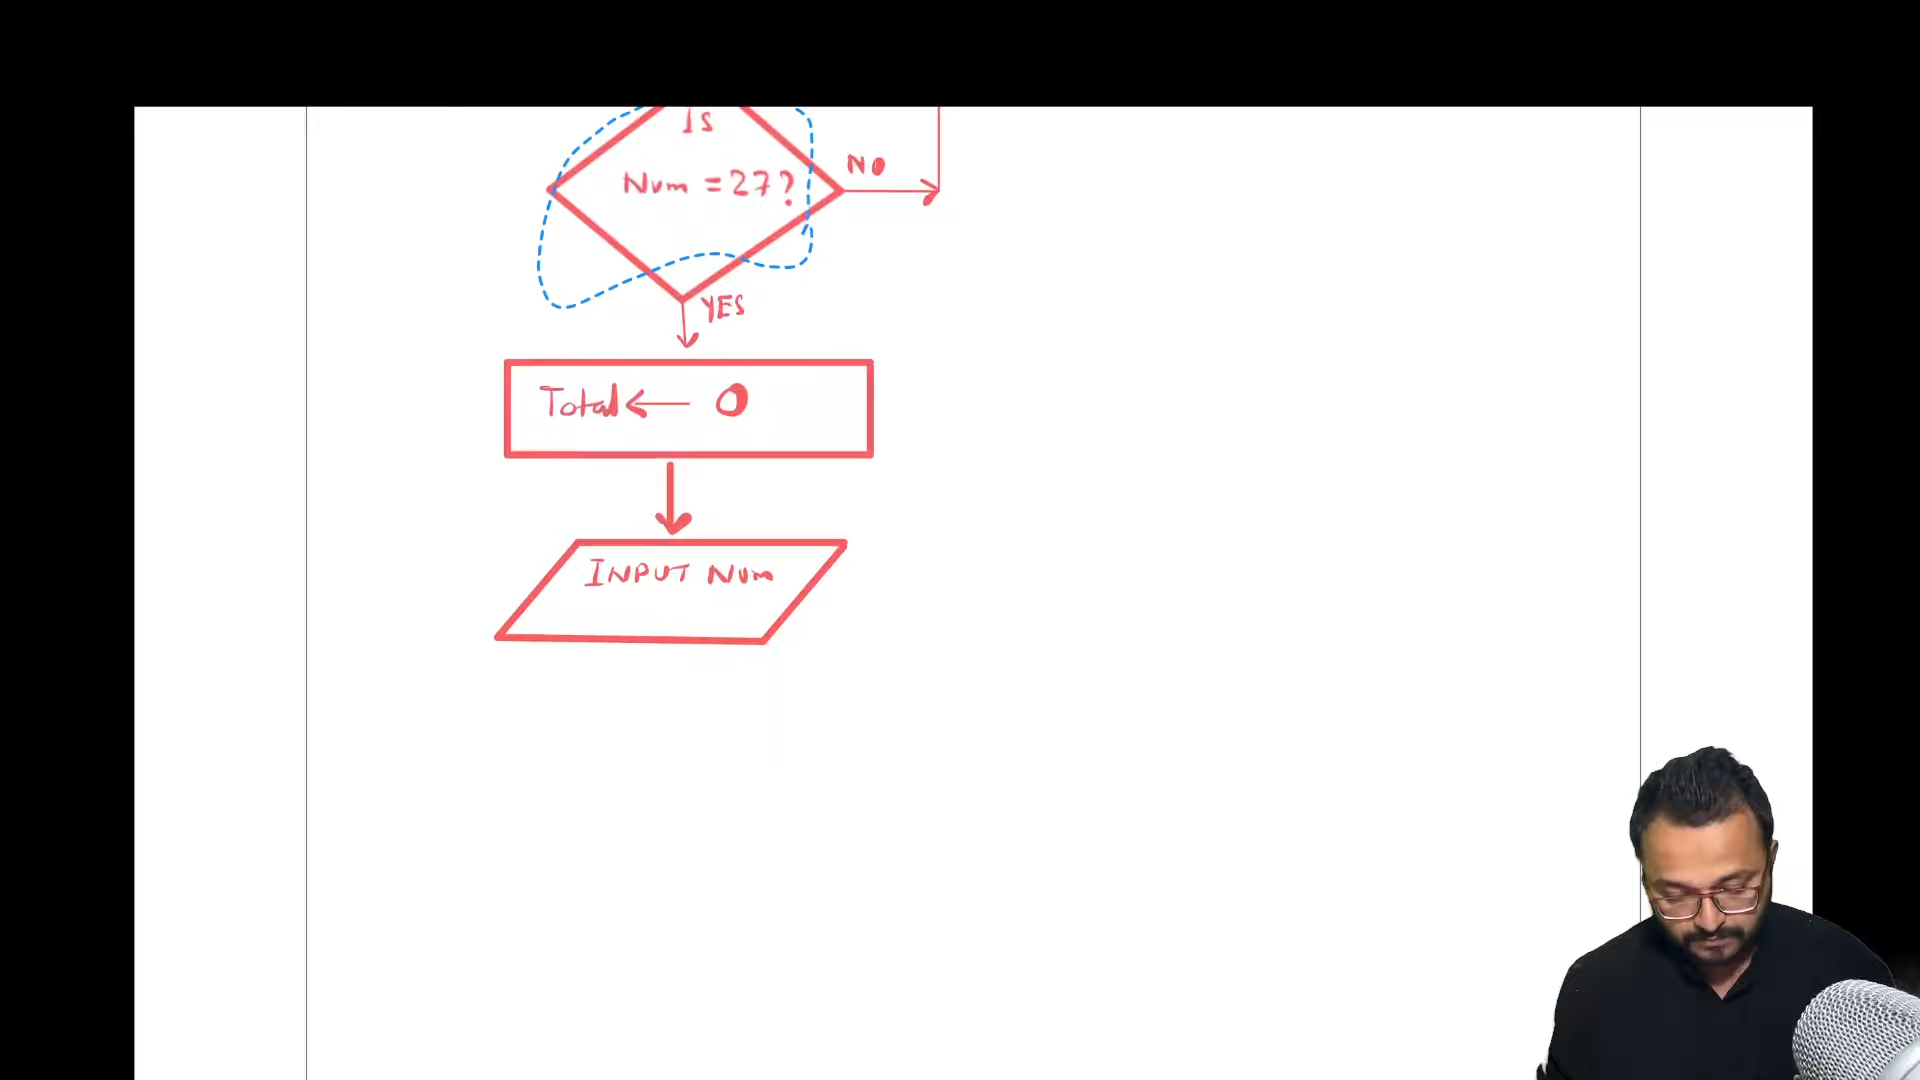 Is
Num = 27?
NO
YES
Total ← 0
INPUT Num